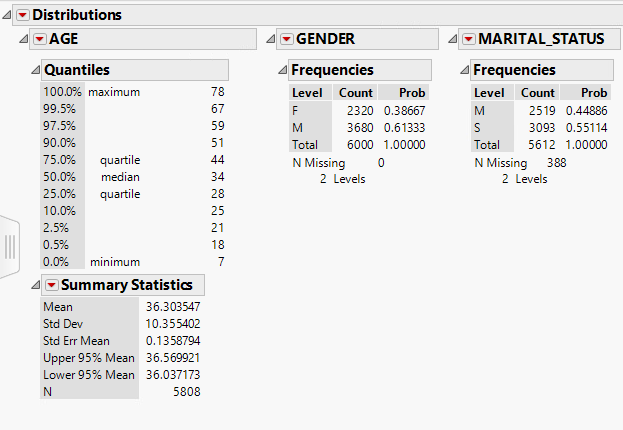 Distributions
AGE
Quantiles
100.0% maximum 78
99.5% 67
97.5% 59
90.0% 51
75.0% quartile 44
50.0% median 34
25.0% quartile 28
10.0% 25
2.5% 21
0.5% 18
0.0% minimum 7
Summary Statistics
Mean 36.303547
Std Dev 10.355402
Std Err Mean 0.1358794
Upper 95% Mean 36.569921
Lower 95% Mean 36.037173
N 5808
GENDER
Frequencies
Level Count Prob
F 2320 0.38667
M 3680 0.61333
Total 6000 1.00000
N Missing 0
2 Levels
MARITAL_STATUS
Frequencies
Level Count Prob
M 2519 0.44886
S 3093 0.55114
Total 5612 1.00000
N Missing 388
2 Levels